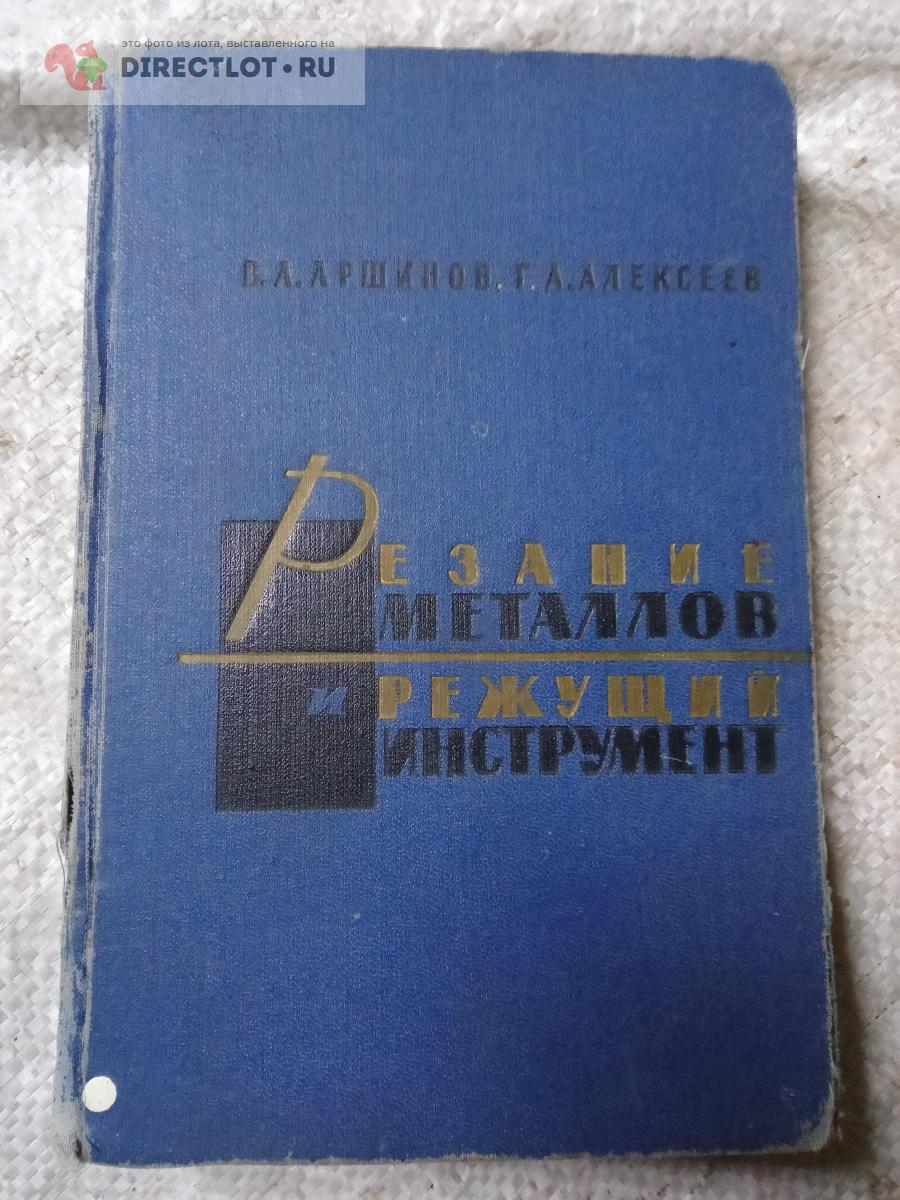 это фото из лота, выставленного на
DIRECTLOT•RU
В.А.АРШИНОВ, Г.А.АЛЕКСЕЕВ
РЕЗАНИЕ
МЕТАЛЛОВ
и РЕЖУЩИЙ
ИНСТРУМЕНТ